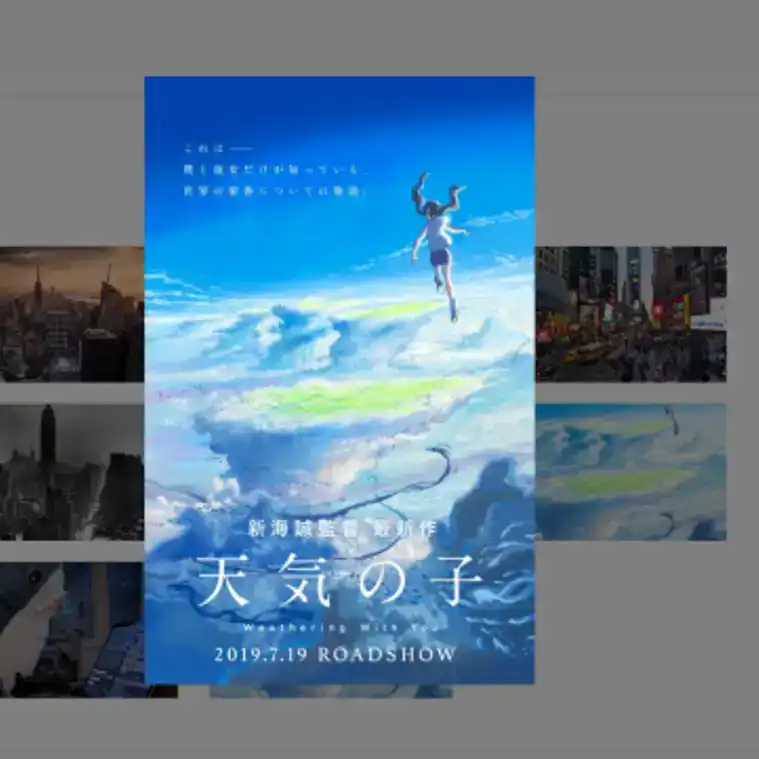 これは——
僕と彼女だけが知っている、
世界の秘密についての物語。
新海誠監督 最新作
天気の子
Weathering With You
2019.7.19 ROADSHOW